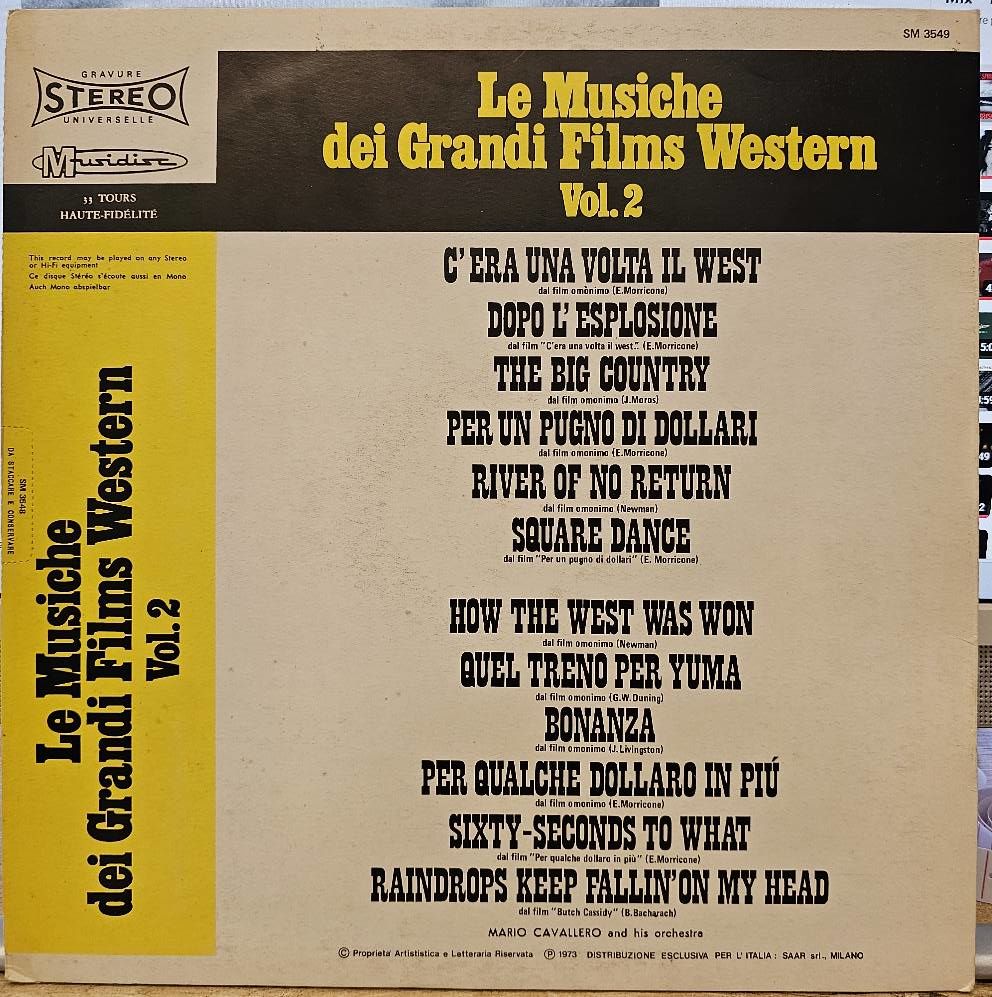 SM 3549
GRAVURE
STEREO
UNIVERSELLE
Musidisc
33 TOURS
HAUTE-FIDÉLITÉ
This record may be played on any Stereo
or Hi-Fi equipment
Ce disque Stéréo s'écoute aussi en Mono
Auch Mono abspielbar
Le Musiche
dei Grandi Films Western
Vol. 2
SM 3648
DA STACCARE E CONSERVARE
Le Musiche
dei Grandi Films Western
Vol. 2
C'ERA UNA VOLTA IL WEST
dal film omònimo (E.Morricone)
DOPO L'ESPLOSIONE
dal film "C'era una volta il west." (E.Morricone)
THE BIG COUNTRY
dal film omonimo (J.Moros)
PER UN PUGNO DI DOLLARI
dal film omonimo (E.Morricone)
RIVER OF NO RETURN
dal film omonimo (Newman)
SQUARE DANCE
dal film "Per un pugno di dollari" (E. Morricone)
HOW THE WEST WAS WON
dal film omonimo (Newman)
QUEL TRENO PER YUMA
dal film omonimo (G.W.Duning)
BONANZA
dal film omonimo (J.Livingston)
PER QUALCHE DOLLARO IN PIÚ
dal film omonimo (E.Morricone)
SIXTY-SECONDS TO WHAT
dal film "Per qualche dollaro in più" (E.Morricone)
RAINDROPS KEEP FALLIN'ON MY HEAD
dal film "Butch Cassidy" (B.Bacharach)
MARIO CAVALLERO and his orchestra
© Proprietà Artististica e Letteraria Riservata ℗ 1973 DISTRIBUZIONE ESCLUSIVA PER L'ITALIA: SAAR srl., MILANO